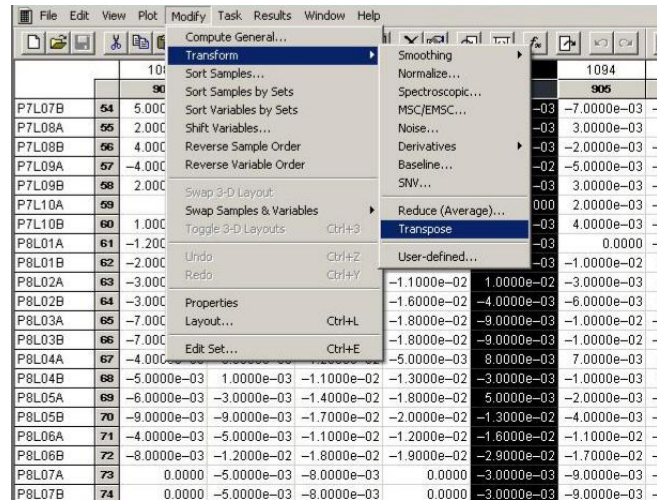 File Edit View Plot Modify Task Results Window Help
Compute General...
Transform
Sort Samples...
Sort Samples by Sets
Sort Variables by Sets
Shift Variables...
Reverse Sample Order
Reverse Variable Order
Swap 3-D Layout
Swap Samples & Variables
Toggle 3-D Layouts Ctrl+3
Undo Ctrl+Z
Redo Ctrl+Y
Properties
Layout... Ctrl+L
Edit Set... Ctrl+E
Smoothing
Normalize...
Spectroscopic...
MSC/EMSC...
Noise...
Derivatives
Baseline...
SNV...
Reduce (Average)...
Transpose
User-defined...
1094
905
P7L07B 54 5.000 -03 -7.0000e-03
P7L08A 55 2.000 -03 3.0000e-03
P7L08B 56 4.000 -03 -2.0000e-03
P7L09A 57 -4.000 -02 -5.0000e-03
P7L09B 58 2.000 -03 3.0000e-03
P7L10A 59 000 2.0000e-03
P7L10B 60 1.000 -03 4.0000e-03
P8L01A 61 -1.200 -03 0.0000
P8L01B 62 -2.000 -03 -1.0000e-02
P8L02A 63 -3.000 -1.1000e-02 1.0000e-03 -3.0000e-03
P8L02B 64 -3.000 -1.6000e-02 -4.0000e-03 -6.0000e-03
P8L03A 65 -7.000 -1.8000e-02 -9.0000e-03 -1.0000e-03
P8L03B 66 -7.000 -1.8000e-02 -9.0000e-03 -1.0000e-02
P8L04A 67 -4.000 -5.0000e-03 8.0000e-03 7.0000e-03
P8L04B 68 -5.0000e-03 1.0000e-03 -1.1000e-02 -1.3000e-02 -3.0000e-03 -1.0000e-03
P8L05A 69 -6.0000e-03 -3.0000e-03 -1.4000e-02 -1.8000e-02 5.0000e-03 -2.0000e-03
P8L05B 70 -9.0000e-03 -9.0000e-03 -1.7000e-02 -2.0000e-02 -1.3000e-02 -4.0000e-03
P8L06A 71 -4.0000e-03 -5.0000e-03 -1.1000e-02 -1.2000e-02 -1.6000e-02 -1.1000e-02
P8L06B 72 -8.0000e-03 -1.2000e-02 -1.8000e-02 -1.9000e-02 -2.9000e-02 -1.7000e-02
P8L07A 73 0.0000 -5.0000e-03 -8.0000e-03 0.0000 -3.0000e-03 -9.0000e-03
P8L07B 74 0.0000 -5.0000e-03 -8.0000e-03 0.0000 -3.0000e-03 -9.0000e-03